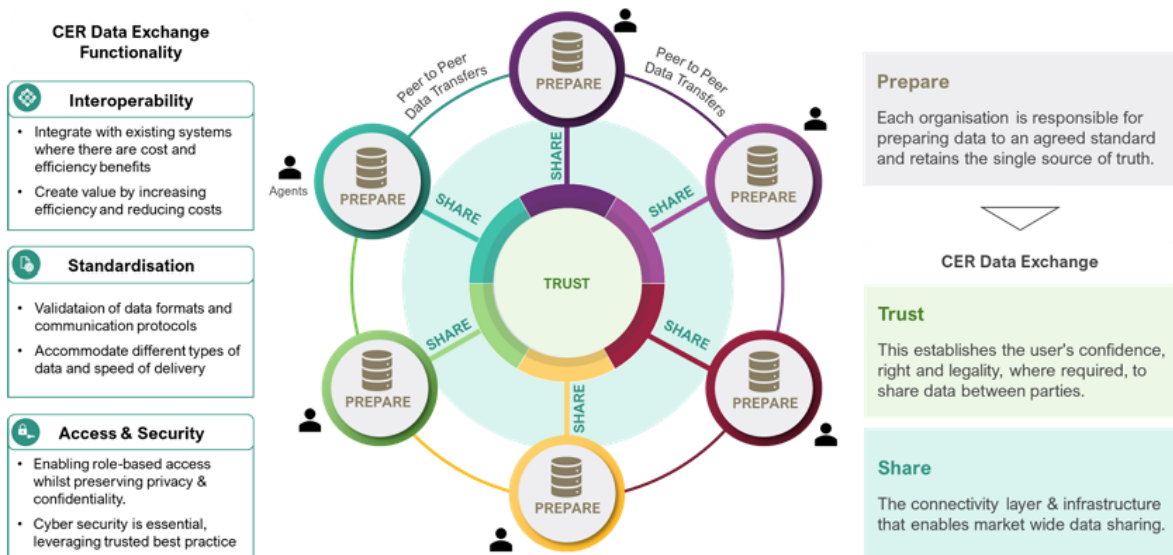 CER Data Exchange
Functionality
Interoperability
• Integrate with existing systems
where there are cost and
efficiency benefits
• Create value by increasing
efficiency and reducing costs
Standardisation
• Validataion of data formats and
communication protocols
• Accommodate different types of
data and speed of delivery
Access & Security
• Enabling role-based access
whilst preserving privacy &
confidentiality.
• Cyber security is essential,
leveraging trusted best practice
Peer to Peer
Data Transfers
Peer to Peer
Data Transfers
PREPARE
PREPARE
PREPARE
Agents
SHARE
SHARE
SHARE
TRUST
SHARE
SHARE
SHARE
PREPARE
PREPARE
PREPARE
Prepare
Each organisation is responsible for
preparing data to an agreed standard
and retains the single source of truth.
CER Data Exchange
Trust
This establishes the user's confidence,
right and legality, where required, to
share data between parties.
Share
The connectivity layer & infrastructure
that enables market wide data sharing.